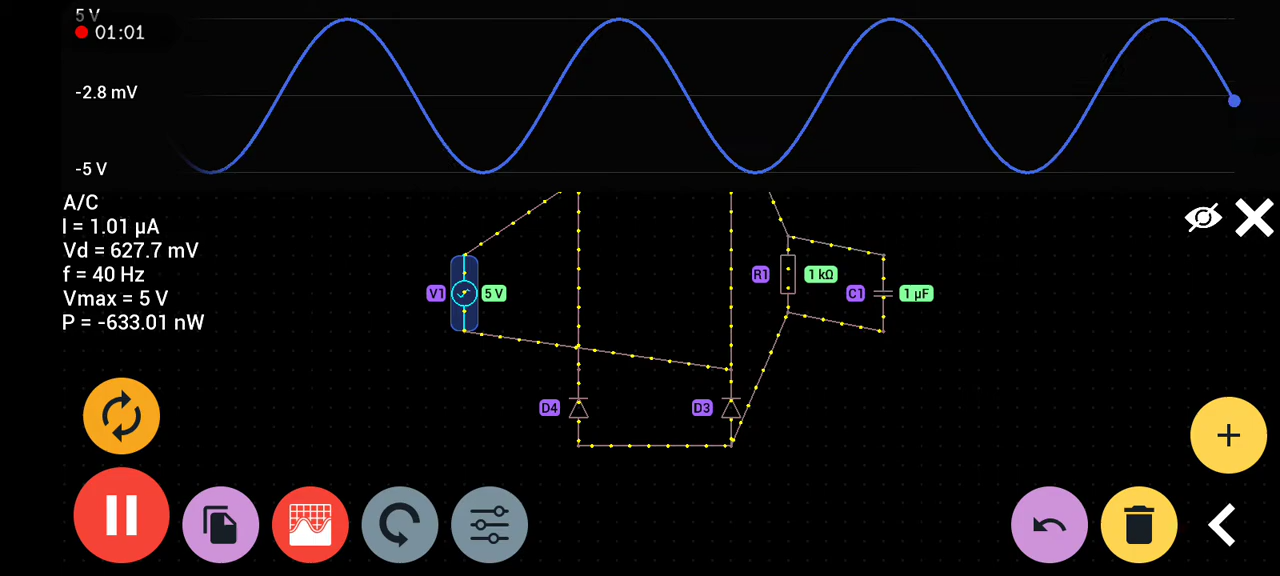 5 V
01:01
-2.8 mV
-5 V
A/C
I = 1.01 µA
Vd = 627.7 mV
f = 40 Hz
Vmax = 5 V
P = -633.01 nW
V1 5 V
R1 1 kΩ
C1 1 µF
D4
D3